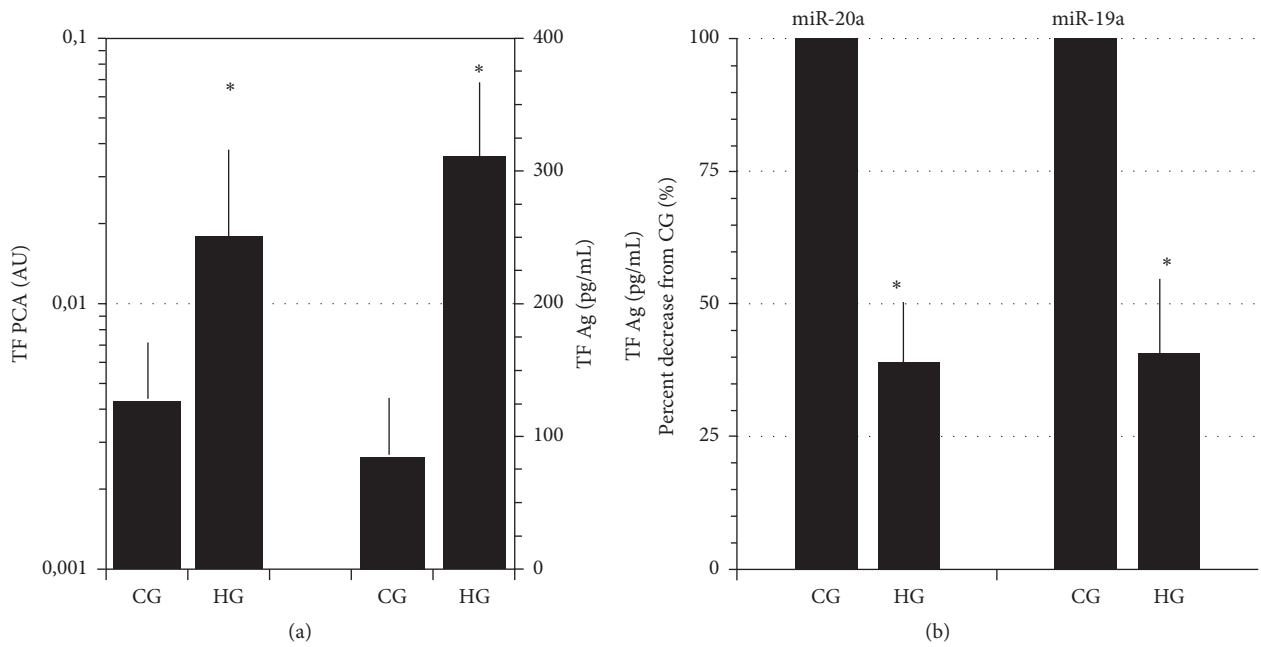 0,1
0,01
0,001
TF PCA (AU)
*
*
400
300
200
100
0
TF Ag (pg/mL)
CG
HG
CG
HG
(a)
miR-20a
miR-19a
100
75
50
25
0
TF Ag (pg/mL)
Percent decrease from CG (%)
*
*
CG
HG
CG
HG
(b)